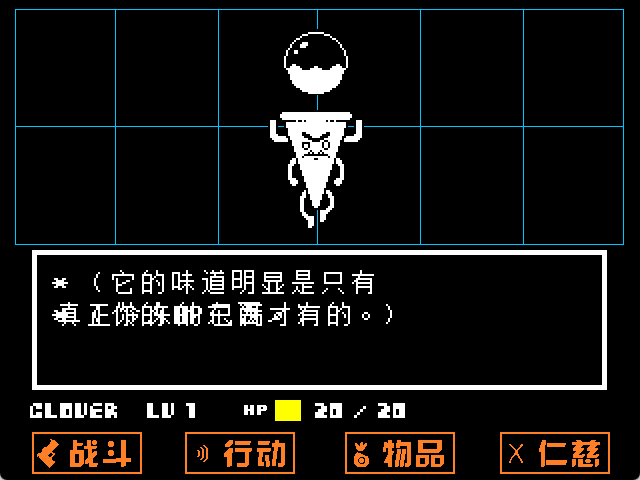 * (它的味道明显是只有
真正 才有的。)
CLOVER LV 1 HP 20 / 20
战斗 行动 物品 仁慈